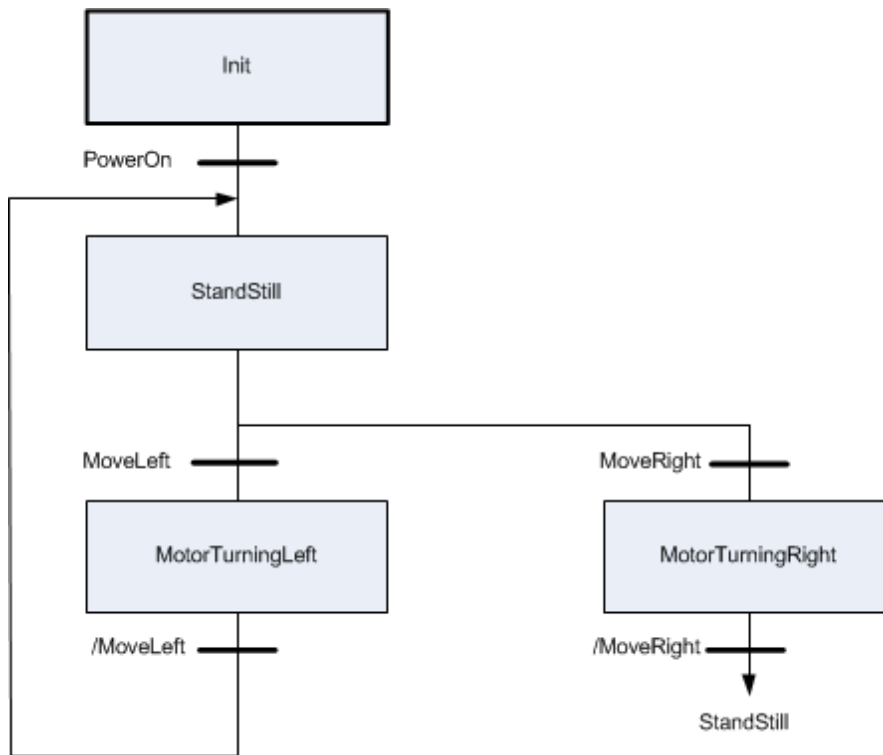 Init
PowerOn
StandStill
MoveLeft
MoveRight
MotorTurningLeft
MotorTurningRight
/MoveLeft
/MoveRight
StandStill